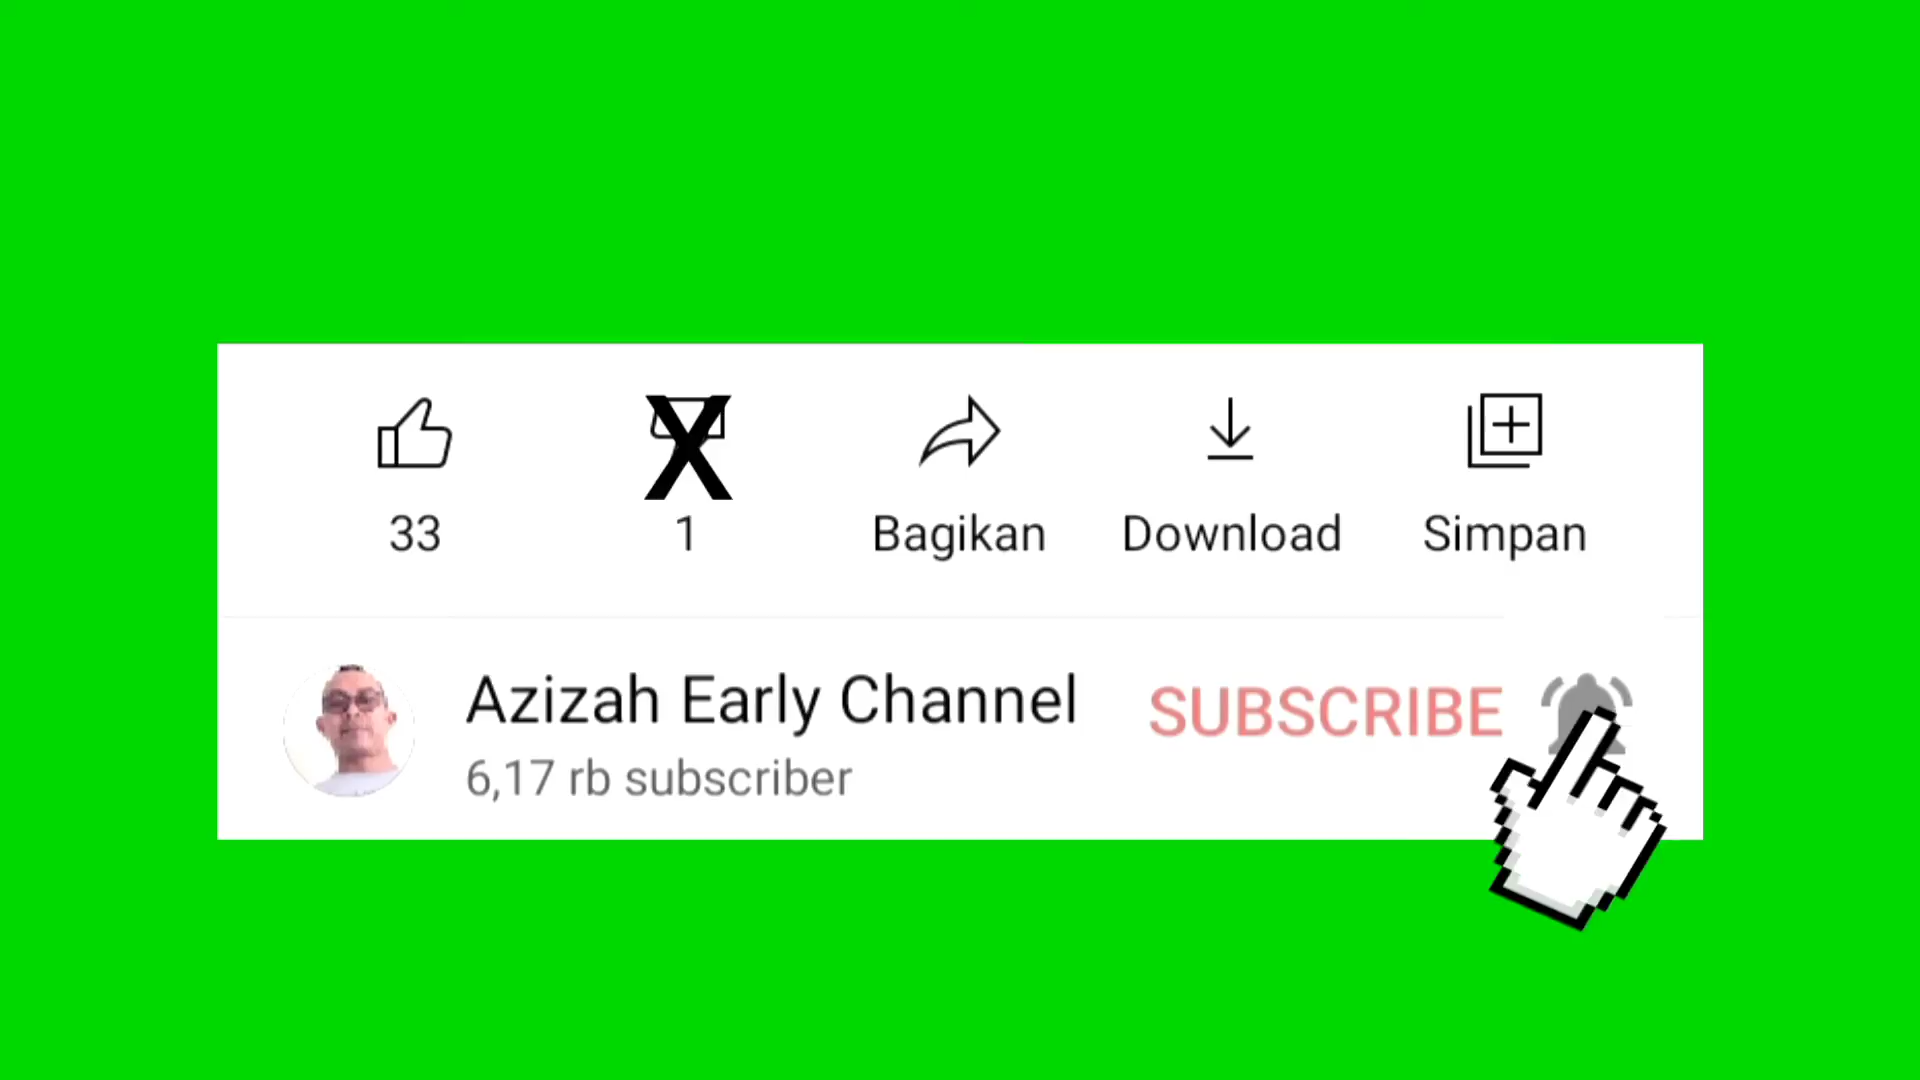 33
X
1
Bagikan
Download
Simpan
Azizah Early Channel
SUBSCRIBE
6,17 rb subscriber